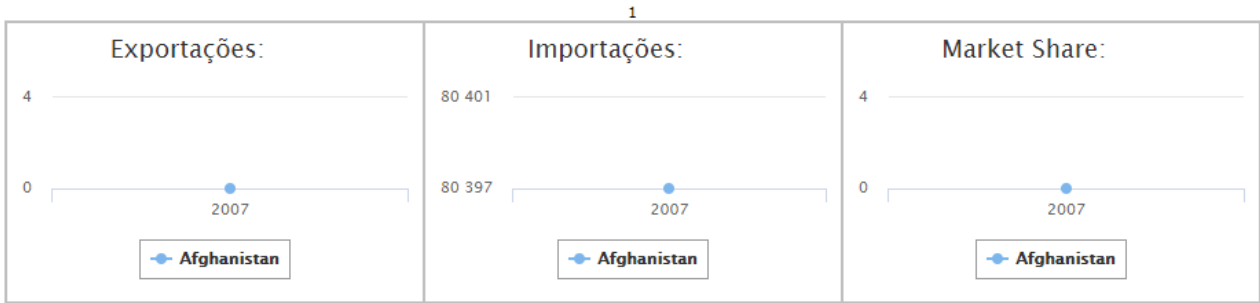 1
Exportações:
4
0
2007
Afghanistan
Importações:
80 401
80 397
2007
Afghanistan
Market Share:
4
0
2007
Afghanistan